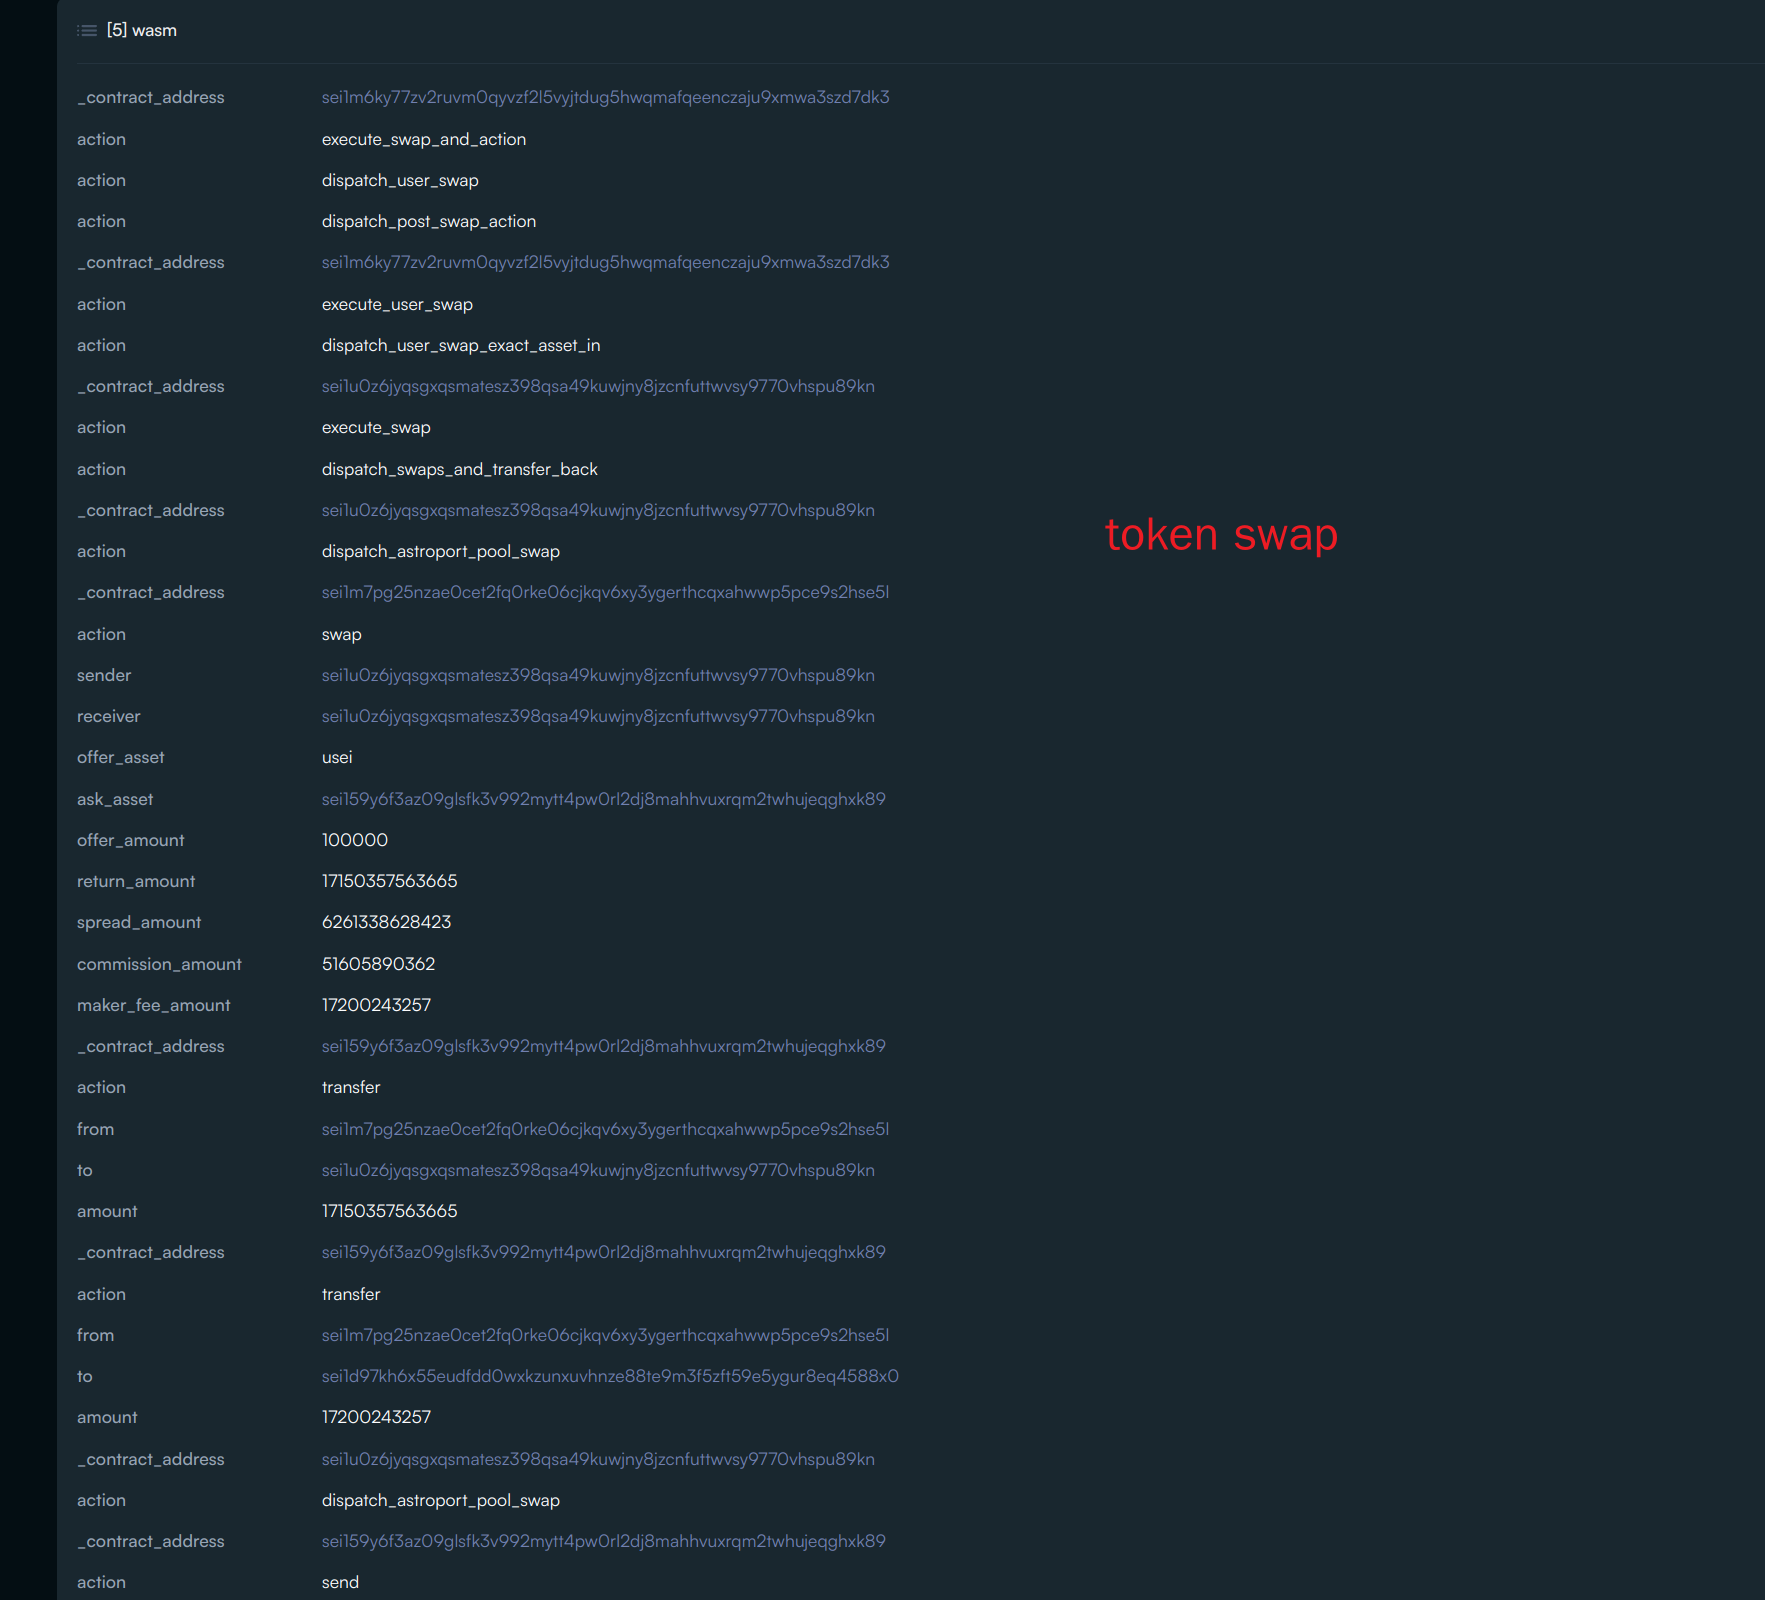 [5] wasm
_contract_address sei1m6ky77zv2ruvm0qyvzf2l5vyjtdug5hwqmafqeenczaju9xmwa3szd7dk3
action execute_swap_and_action
action dispatch_user_swap
action dispatch_post_swap_action
_contract_address sei1m6ky77zv2ruvm0qyvzf2l5vyjtdug5hwqmafqeenczaju9xmwa3szd7dk3
action execute_user_swap
action dispatch_user_swap_exact_asset_in
_contract_address sei1u0z6jyqsgxqsmatesz398qsa49kuwjny8jzcnfuttwvsy9770vhspu89kn
action execute_swap
action dispatch_swaps_and_transfer_back
_contract_address sei1u0z6jyqsgxqsmatesz398qsa49kuwjny8jzcnfuttwvsy9770vhspu89kn
token swap
action dispatch_astroport_pool_swap
_contract_address sei1m7pg25nzae0cet2fq0rke06cjkqv6xy3ygerthcqxahwwp5pce9s2hse5l
action swap
sender sei1u0z6jyqsgxqsmatesz398qsa49kuwjny8jzcnfuttwvsy9770vhspu89kn
receiver sei1u0z6jyqsgxqsmatesz398qsa49kuwjny8jzcnfuttwvsy9770vhspu89kn
offer_asset usei
ask_asset sei159y6f3az09glsfk3v992mytt4pw0rl2dj8mahhvuxrqm2twhujeqghxk89
offer_amount 100000
return_amount 17150357563665
spread_amount 6261338628423
commission_amount 51605890362
maker_fee_amount 17200243257
_contract_address sei159y6f3az09glsfk3v992mytt4pw0rl2dj8mahhvuxrqm2twhujeqghxk89
action transfer
from sei1m7pg25nzae0cet2fq0rke06cjkqv6xy3ygerthcqxahwwp5pce9s2hse5l
to sei1u0z6jyqsgxqsmatesz398qsa49kuwjny8jzcnfuttwvsy9770vhspu89kn
amount 17150357563665
_contract_address sei159y6f3az09glsfk3v992mytt4pw0rl2dj8mahhvuxrqm2twhujeqghxk89
action transfer
from sei1m7pg25nzae0cet2fq0rke06cjkqv6xy3ygerthcqxahwwp5pce9s2hse5l
to sei1d97kh6x55eudfdd0wxkzunxuvhnze88te9m3f5zft59e5ygur8eq4588x0
amount 17200243257
_contract_address sei1u0z6jyqsgxqsmatesz398qsa49kuwjny8jzcnfuttwvsy9770vhspu89kn
action dispatch_astroport_pool_swap
_contract_address sei159y6f3az09glsfk3v992mytt4pw0rl2dj8mahhvuxrqm2twhujeqghxk89
action send